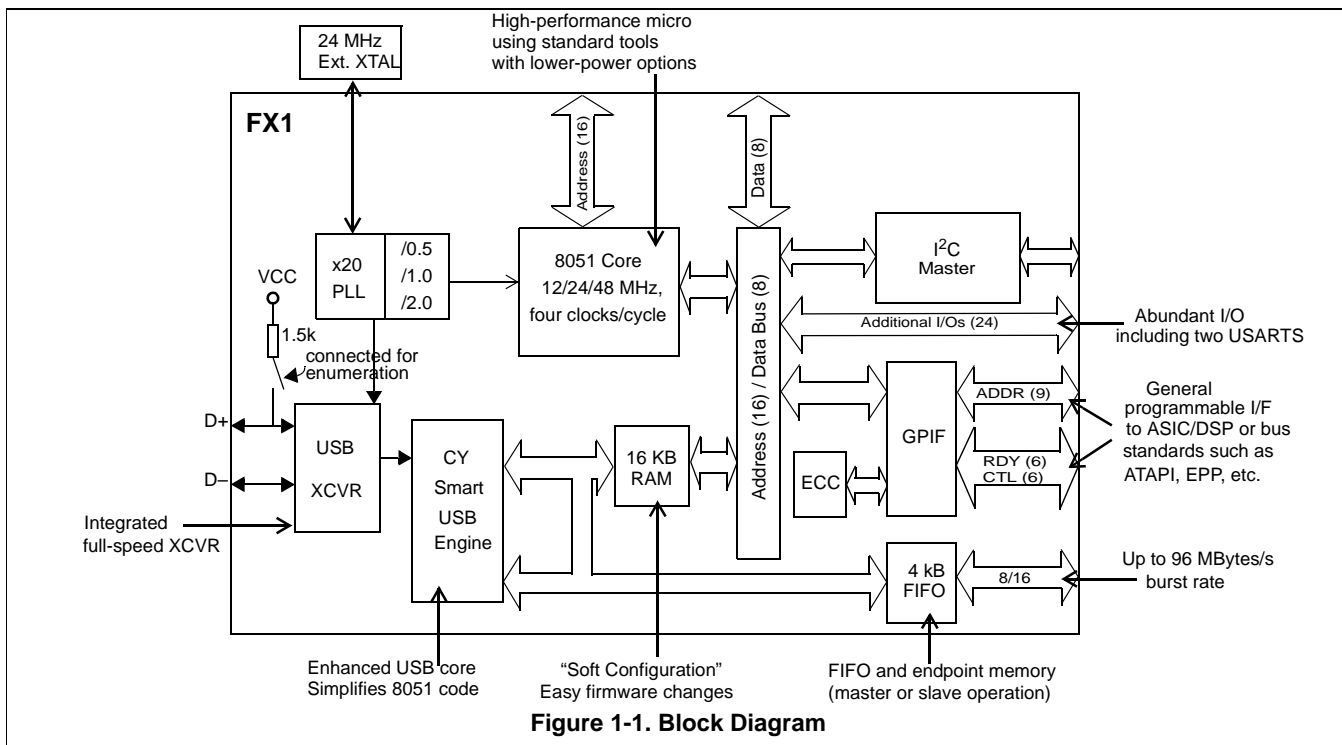 High-performance micro
using standard tools
with lower-power options
24 MHz
Ext. XTAL
FX1
Address (16)
Data (8)
x20
PLL
/0.5
/1.0
/2.0
8051 Core
12/24/48 MHz,
four clocks/cycle
I2C
Master
VCC
1.5k
connected for
enumeration
Address (16) / Data Bus (8)
Additional I/Os (24)
Abundant I/O
including two USARTS
D+
D–
USB
XCVR
CY
Smart
USB
Engine
16 KB
RAM
ECC
GPIF
ADDR (9)
RDY (6)
CTL (6)
General
programmable I/F
to ASIC/DSP or bus
standards such as
ATAPI, EPP, etc.
Integrated
full-speed XCVR
4 kB
FIFO
8/16
Up to 96 MBytes/s
burst rate
Enhanced USB core
Simplifies 8051 code
“Soft Configuration”
Easy firmware changes
FIFO and endpoint memory
(master or slave operation)
Figure 1-1. Block Diagram